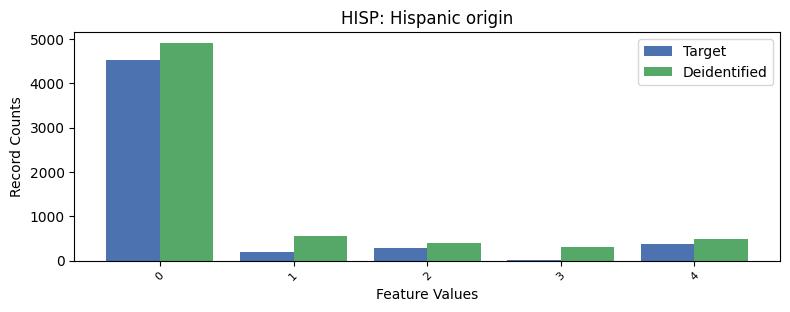 HISP: Hispanic origin
Target
Deidentified
Record Counts
5000
4000
3000
2000
1000
0
0 1 2 3 4
Feature Values